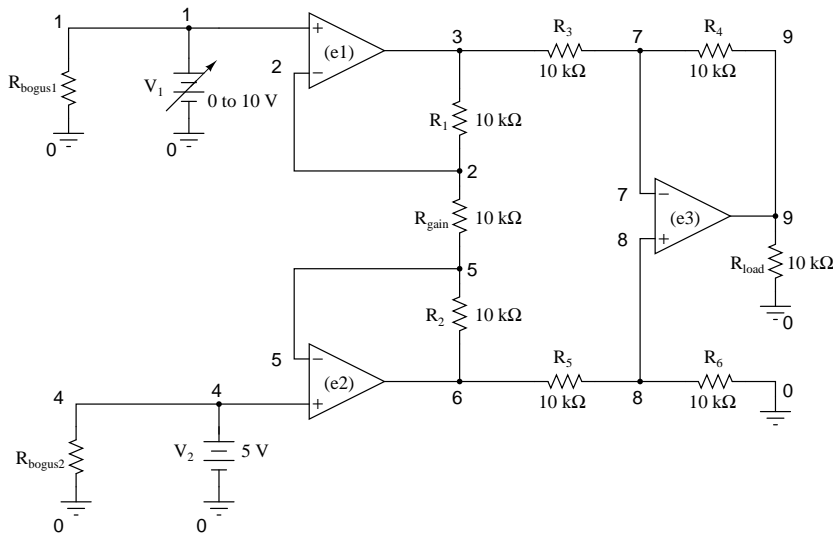 1
1
+
(e1)
3
R3
7
R4
9
Rbogus1
V1
0 to 10 V
2
−
10 kΩ
10 kΩ
R1
10 kΩ
0
0
2
7
−
(e3)
9
Rgain
10 kΩ
8
+
Rload
10 kΩ
5
0
R2
10 kΩ
5
−
(e2)
R5
R6
4
4
+
6
10 kΩ
8
10 kΩ
0
Rbogus2
V2
5 V
0
0